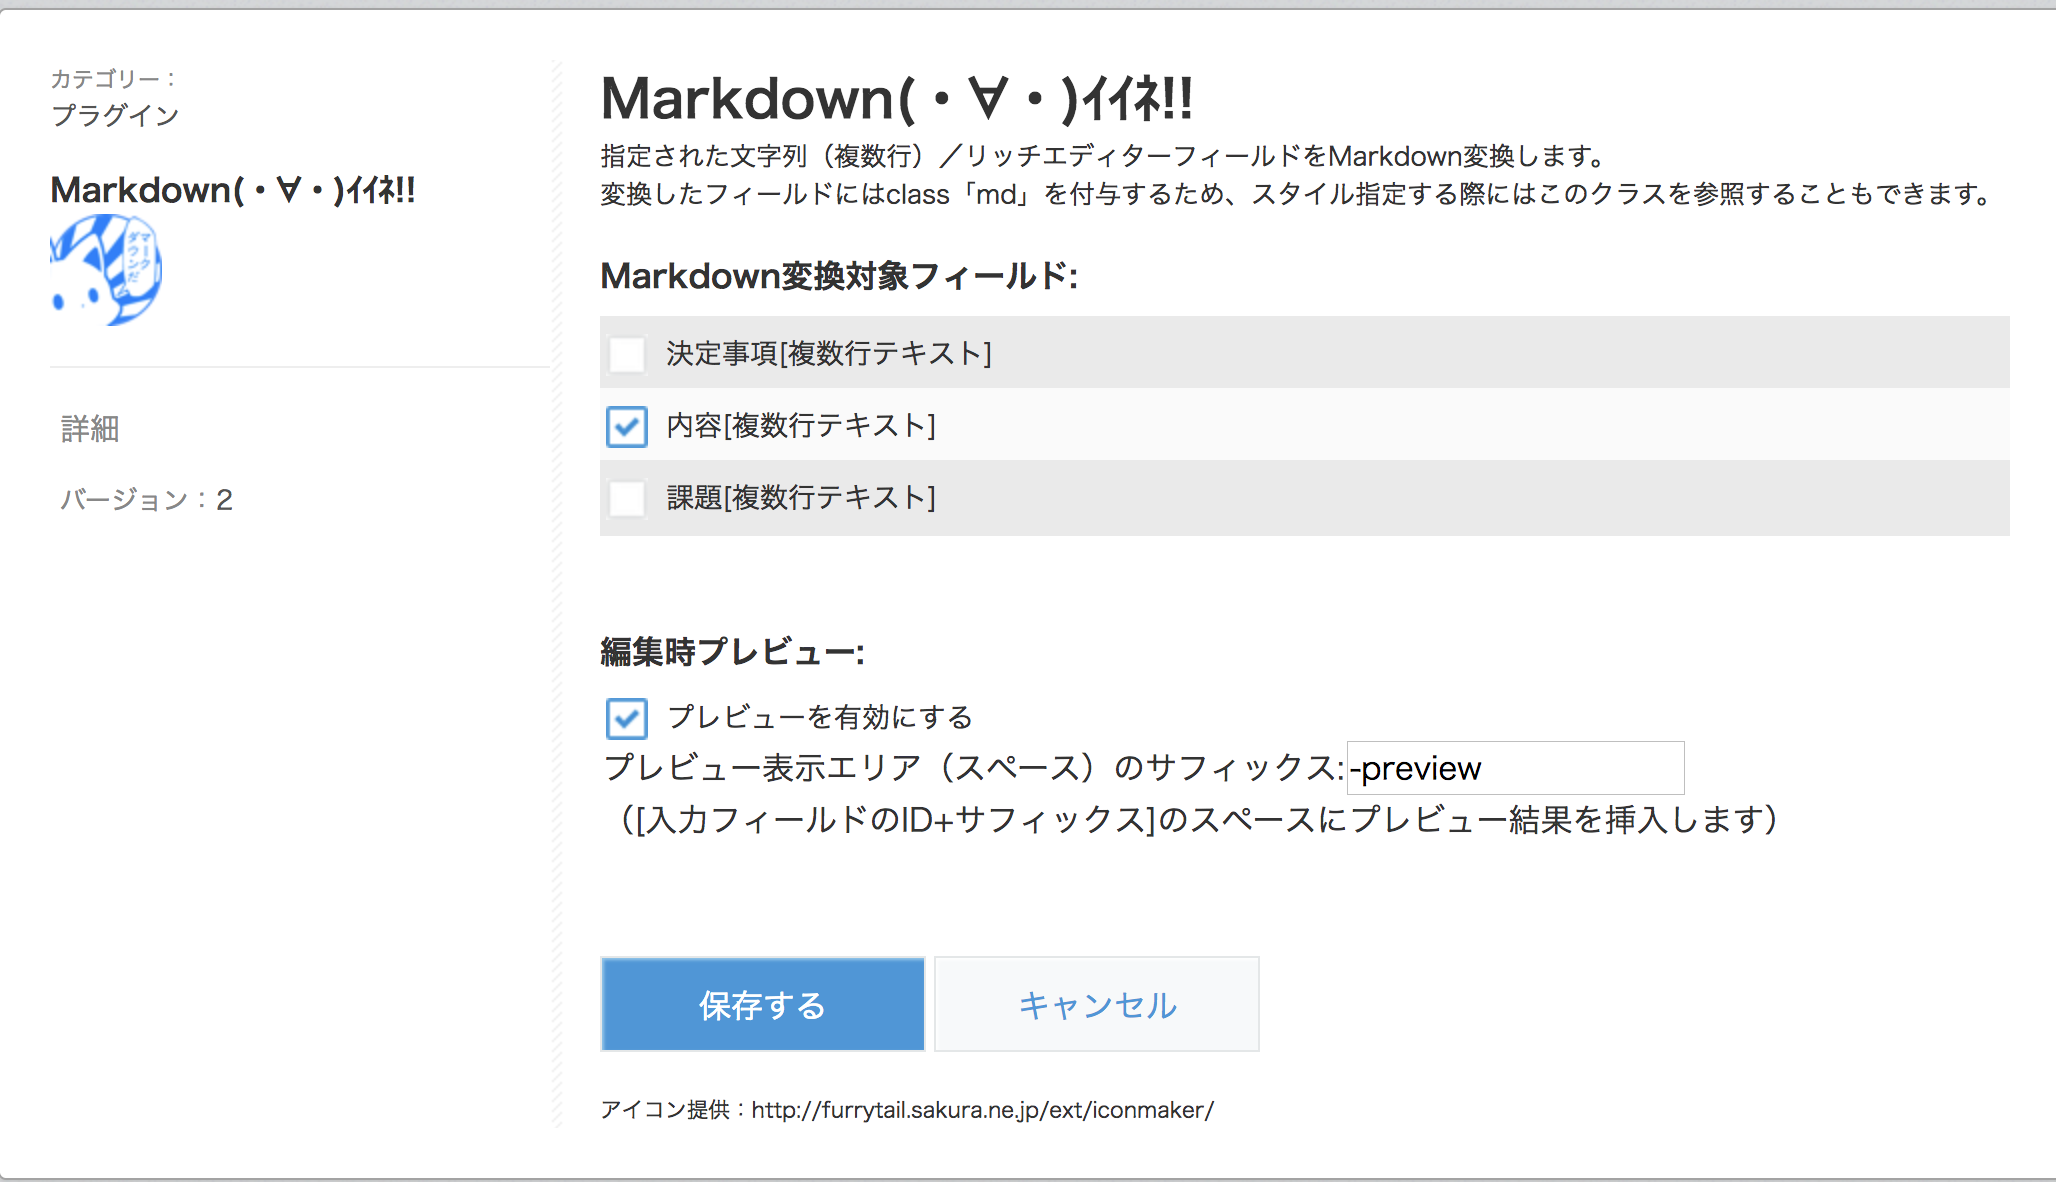 カテゴリー：
プラグイン
Markdown(・∀・)ｲｲﾈ!!
マーク
ダウンだ
詳細
バージョン：2
Markdown(・∀・)ｲｲﾈ!!
指定された文字列（複数行）／リッチエディターフィールドをMarkdown変換します。
変換したフィールドにはclass「md」を付与するため、スタイル指定する際にはこのクラスを参照することもできます。
Markdown変換対象フィールド:
決定事項[複数行テキスト]
内容[複数行テキスト]
課題[複数行テキスト]
編集時プレビュー:
プレビューを有効にする
プレビュー表示エリア（スペース）のサフィックス:-preview
（[入力フィールドのID+サフィックス]のスペースにプレビュー結果を挿入します）
保存する
キャンセル
アイコン提供：http://furrytail.sakura.ne.jp/ext/iconmaker/